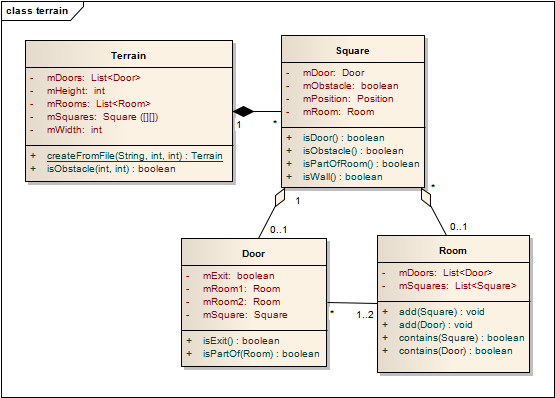 class terrain
Terrain
- mDoors: List<Door>
- mHeight: int
- mRooms: List<Room>
- mSquares: Square ([][])
- mWidth: int
+ createFromFile(String, int, int) : Terrain
+ isObstacle(int, int) : boolean
1
*
Square
- mDoor: Door
- mObstacle: boolean
- mPosition: Position
- mRoom: Room
+ isDoor() : boolean
+ isObstacle() : boolean
+ isPartOfRoom() : boolean
+ isWall() : boolean
1
*
0..1
0..1
Door
- mExit: boolean
- mRoom1: Room
- mRoom2: Room
- mSquare: Square
+ isExit() : boolean
+ isPartOf(Room) : boolean
*
1..2
Room
- mDoors: List<Door>
- mSquares: List<Square>
+ add(Square) : void
+ add(Door) : void
+ contains(Square) : boolean
+ contains(Door) : boolean